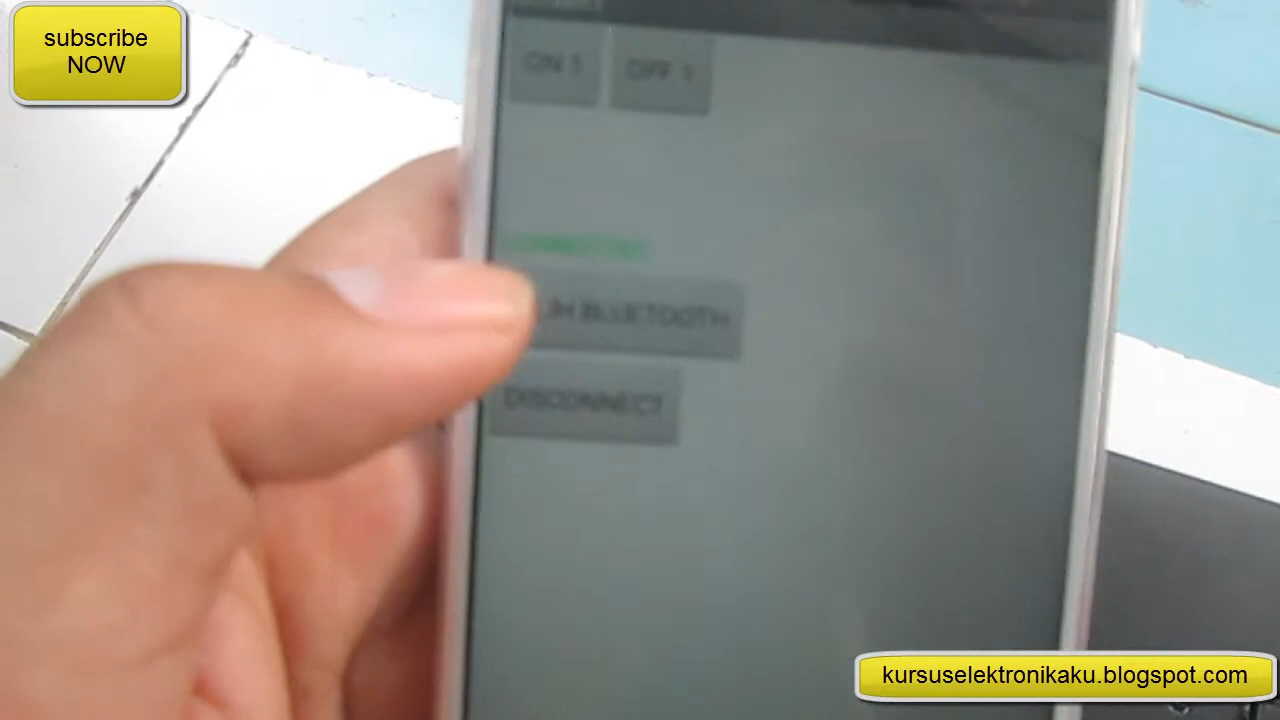 subscribe
NOW
ON 1 OFF 1
BLUETOOTH
DISCONNECT
kursuselektronikaku.blogspot.com